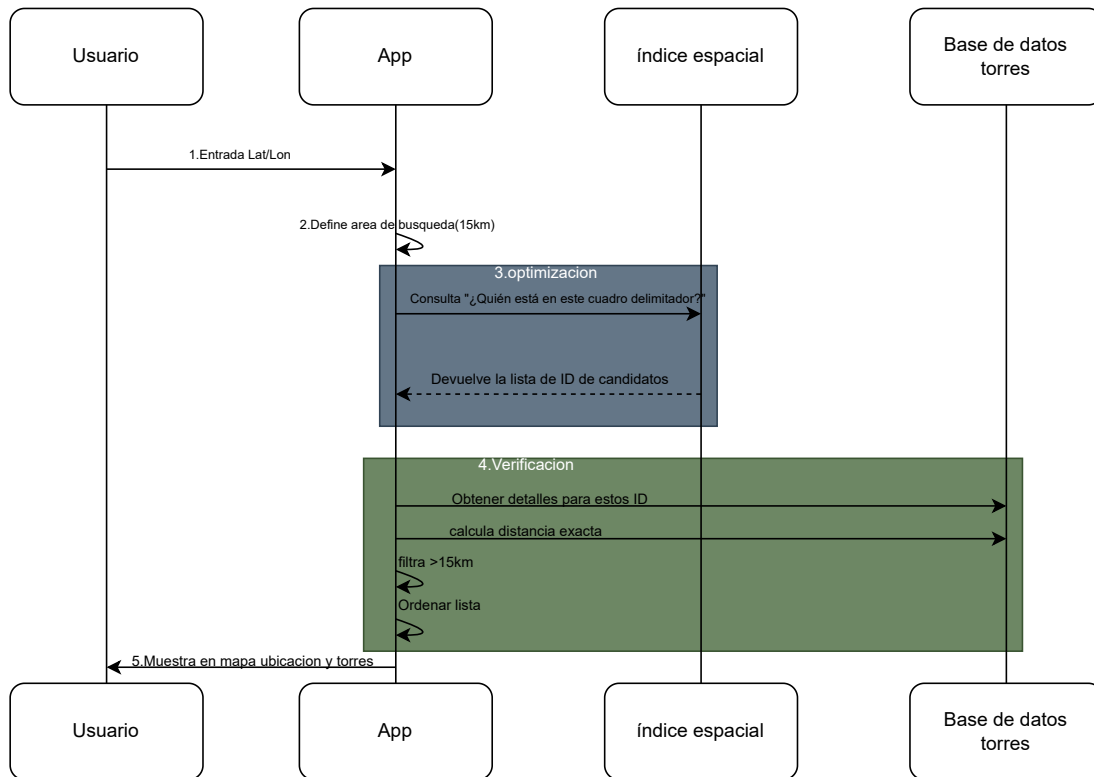 Usuario
App
índice espacial
Base de datos
torres
1.Entrada Lat/Lon
2.Define area de busqueda(15km)
3.optimizacion
Consulta "¿Quién está en este cuadro delimitador?"
Devuelve la lista de ID de candidatos
4.Verificacion
Obtener detalles para estos ID
calcula distancia exacta
filtra >15km
Ordenar lista
5.Muestra en mapa ubicacion y torres
Usuario
App
índice espacial
Base de datos
torres